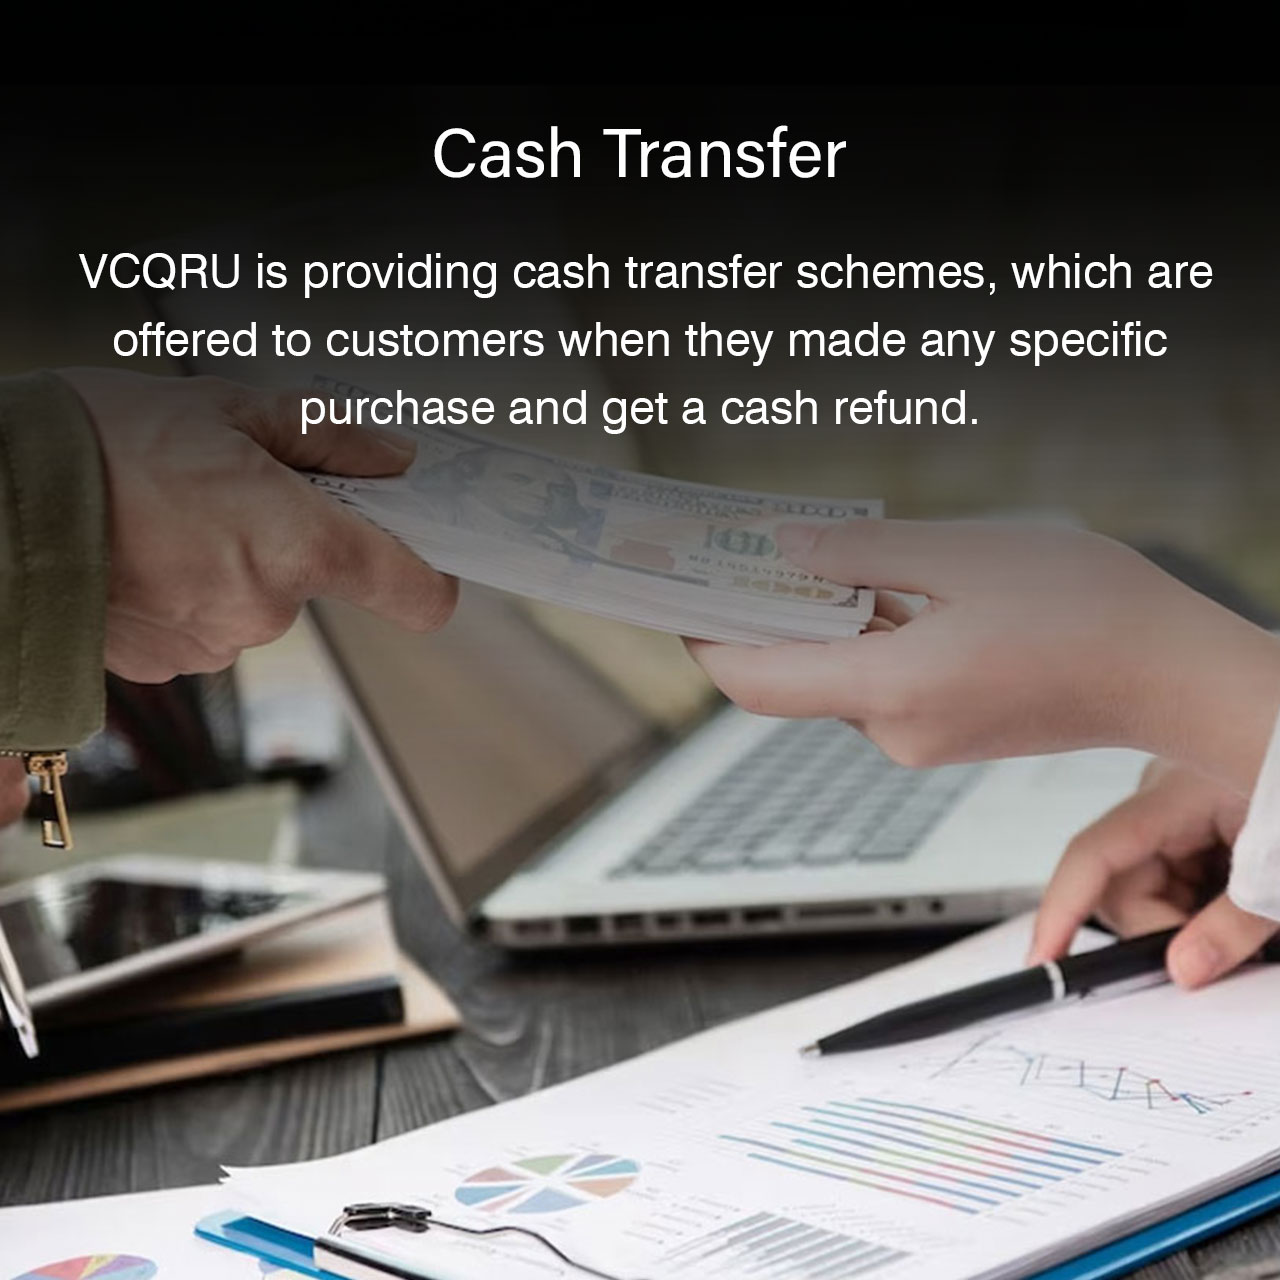 Cash Transfer
VCQRU is providing cash transfer schemes, which are
offered to customers when they made any specific
purchase and get a cash refund.